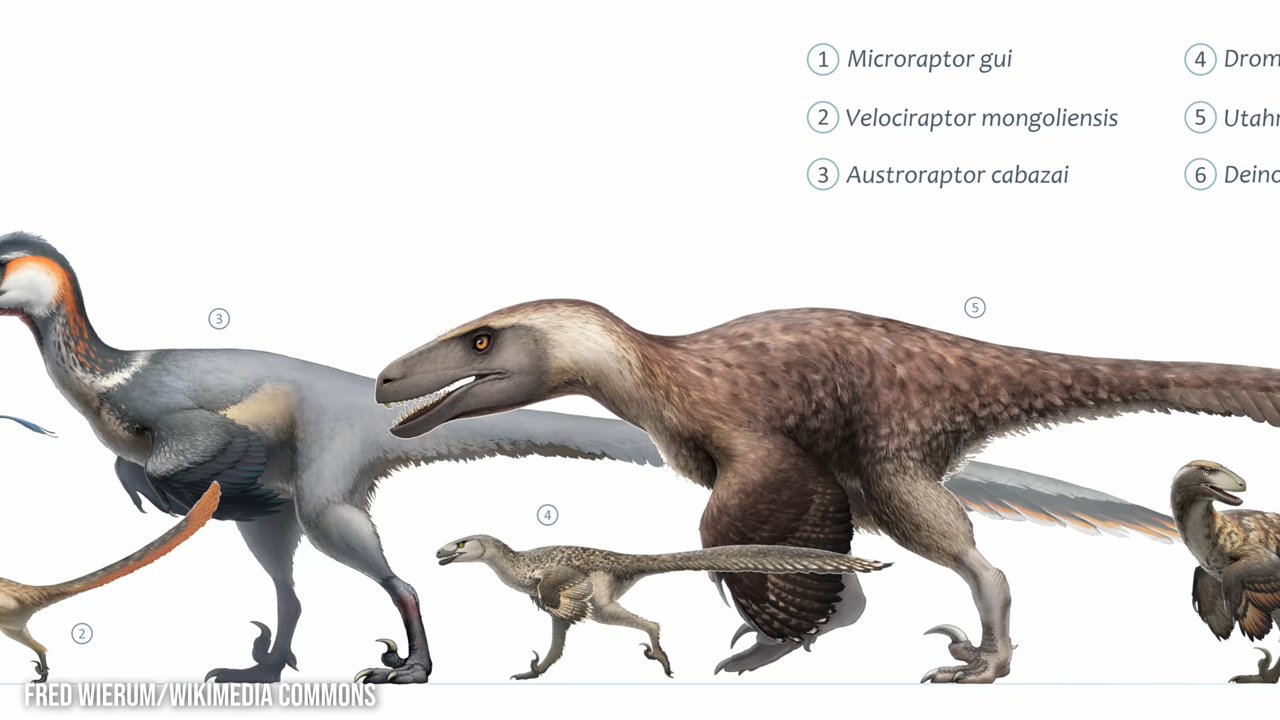 1 Microraptor gui
2 Velociraptor mongoliensis
3 Austroraptor cabazai
4 Drom
5 Utahr
6 Deino
3
5
4
2
FRED WIERUM/WIKIMEDIA COMMONS